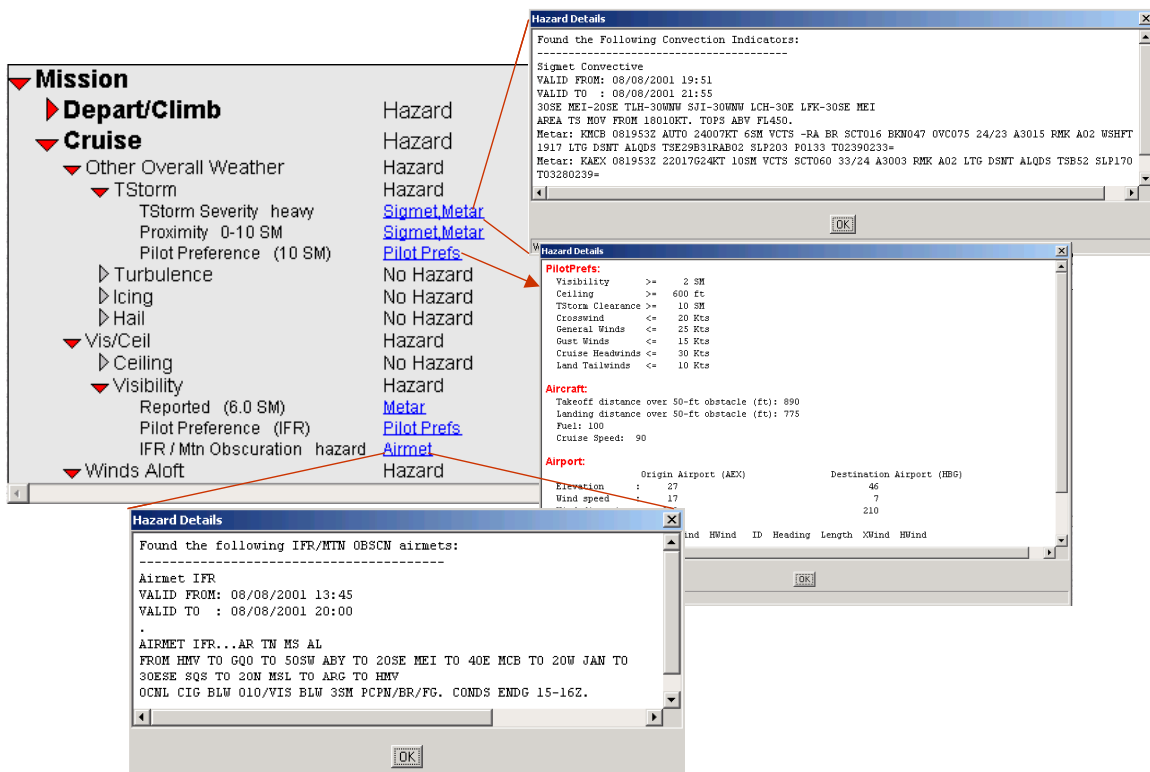 Mission
Depart/Climb Hazard
Cruise Hazard
Other Overall Weather Hazard
TStorm Hazard
TStorm Severity heavy Sigmet,Metar
Proximity 0-10 SM Sigmet,Metar
Pilot Preference (10 SM) Pilot Prefs
Turbulence No Hazard
Icing No Hazard
Hail No Hazard
Vis/Ceil Hazard
Ceiling No Hazard
Visibility Hazard
Reported (6.0 SM) Metar
Pilot Preference (IFR) Pilot Prefs
IFR / Mtn Obscuration hazard Airmet
Winds Aloft Hazard
Hazard Details
Found the Following Convection Indicators:
----------------------------------------
Sigmet Convective
VALID FROM: 08/08/2001 19:51
VALID TO : 08/08/2001 21:55
30SE MEI-20SE TLH-30WNW SJI-30WNW LCH-30E LFK-30SE MEI
AREA TS MOV FROM 18010KT. TOPS ABV FL450.
Metar: KMCB 081953Z AUTO 24007KT 6SM VCTS -RA BR SCT016 BKN047 OVC075 24/23 A3015 RMK A02 WSHFT
1917 LTG DSNT ALQDS TSE29B31RAB02 SLP203 P0133 T02390233=
Metar: KAEX 081953Z 22017G24KT 10SM VCTS SCT060 33/24 A3003 RMK A02 LTG DSNT ALQDS TSB52 SLP170
T03280239=
OK
Hazard Details
PilotPrefs:
Visibility >= 2 SM
Ceiling >= 600 ft
TStorm Clearance >= 10 SM
Crosswind <= 20 Kts
General Winds <= 25 Kts
Gust Winds <= 15 Kts
Cruise Headwinds <= 30 Kts
Land Tailwinds <= 10 Kts
Aircraft:
Takeoff distance over 50-ft obstacle (ft): 890
Landing distance over 50-ft obstacle (ft): 775
Fuel: 100
Cruise Speed: 90
Airport:
Origin Airport (AEX) Destination Airport (HBG)
Elevation : 27 46
Wind speed : 17 7
210
HWind ID Heading Length XWind HWind
OK
Hazard Details
Found the following IFR/MTN OBSCN airmets:
----------------------------------------
Airmet IFR
VALID FROM: 08/08/2001 13:45
VALID TO : 08/08/2001 20:00
.
AIRMET IFR...AR TN MS AL
FROM HMV TO GQO TO 50SW ABY TO 20SE MEI TO 40E MCB TO 20W JAN TO
30ESE SQS TO 20N MSL TO ARG TO HMV
OCNL CIG BLW 010/VIS BLW 3SM PCPN/BR/FG. CONDS ENDG 15-16Z.
OK